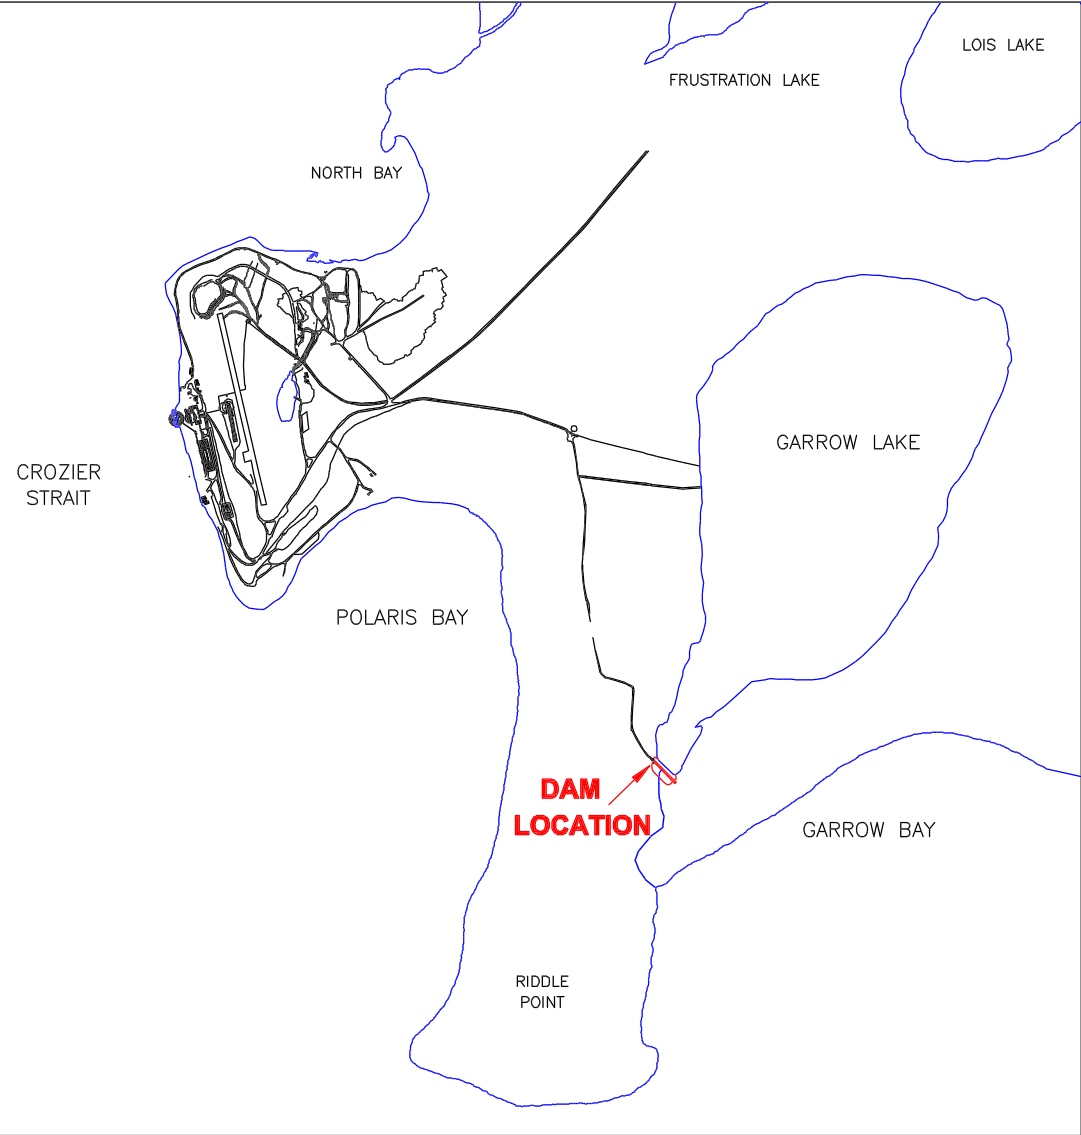 LOIS LAKE
FRUSTRATION LAKE
NORTH BAY
GARROW LAKE
CROZIER
STRAIT
POLARIS BAY
DAM
LOCATION
GARROW BAY
RIDDLE
POINT